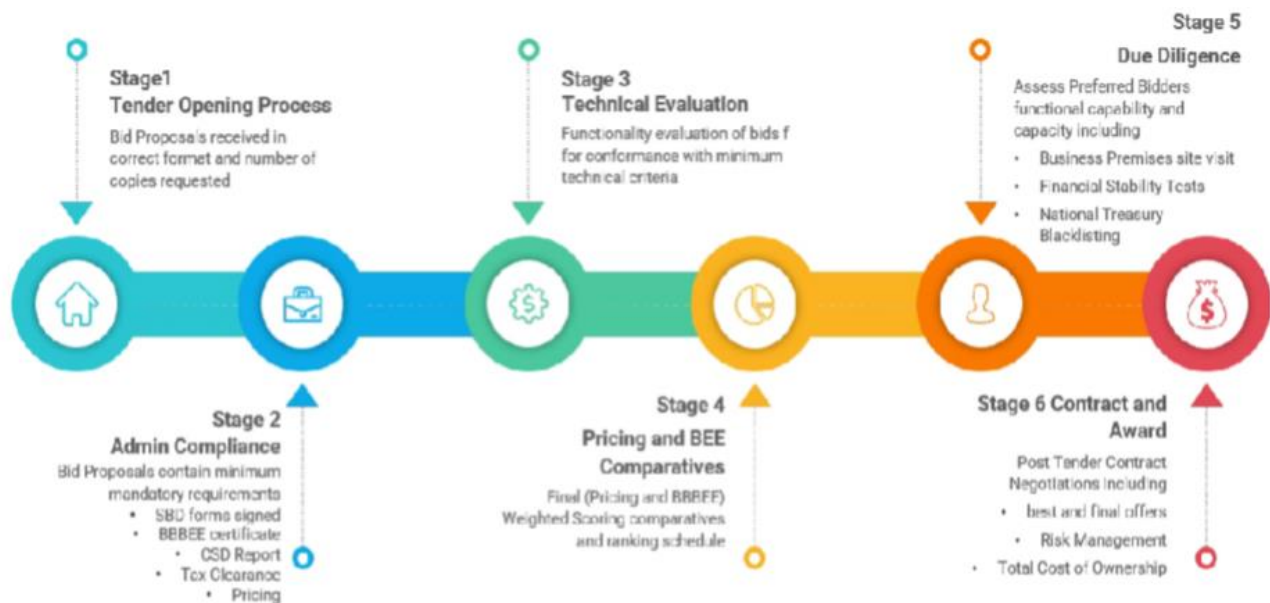 Stage1
Tender Opening Process
Bid Proposals received in
correct format and number of
copies requested
Stage 2
Admin Compliance
Bid Proposals contain minimum
mandatory requirements
• SBD forms signed
• BBBEE certificate
• CSD Report
• Tax Clearance
• Pricing
Stage 3
Technical Evaluation
Functionality evaluation of bids f
for conformance with minimum
technical criteria
Stage 4
Pricing and BEE
Comparatives
Final (Pricing and BBBEE)
Weighted Scoring comparatives
and ranking schedule
Stage 5
Due Diligence
Assess Preferred Bidders
functional capability and
capacity including
• Business Premises site visit
• Financial Stability Tests
• National Treasury
Blacklisting
Stage 6 Contract and
Award
Post Tender Contract
Negotiations Including
• best and final offers
• Risk Management
• Total Cost of Ownership